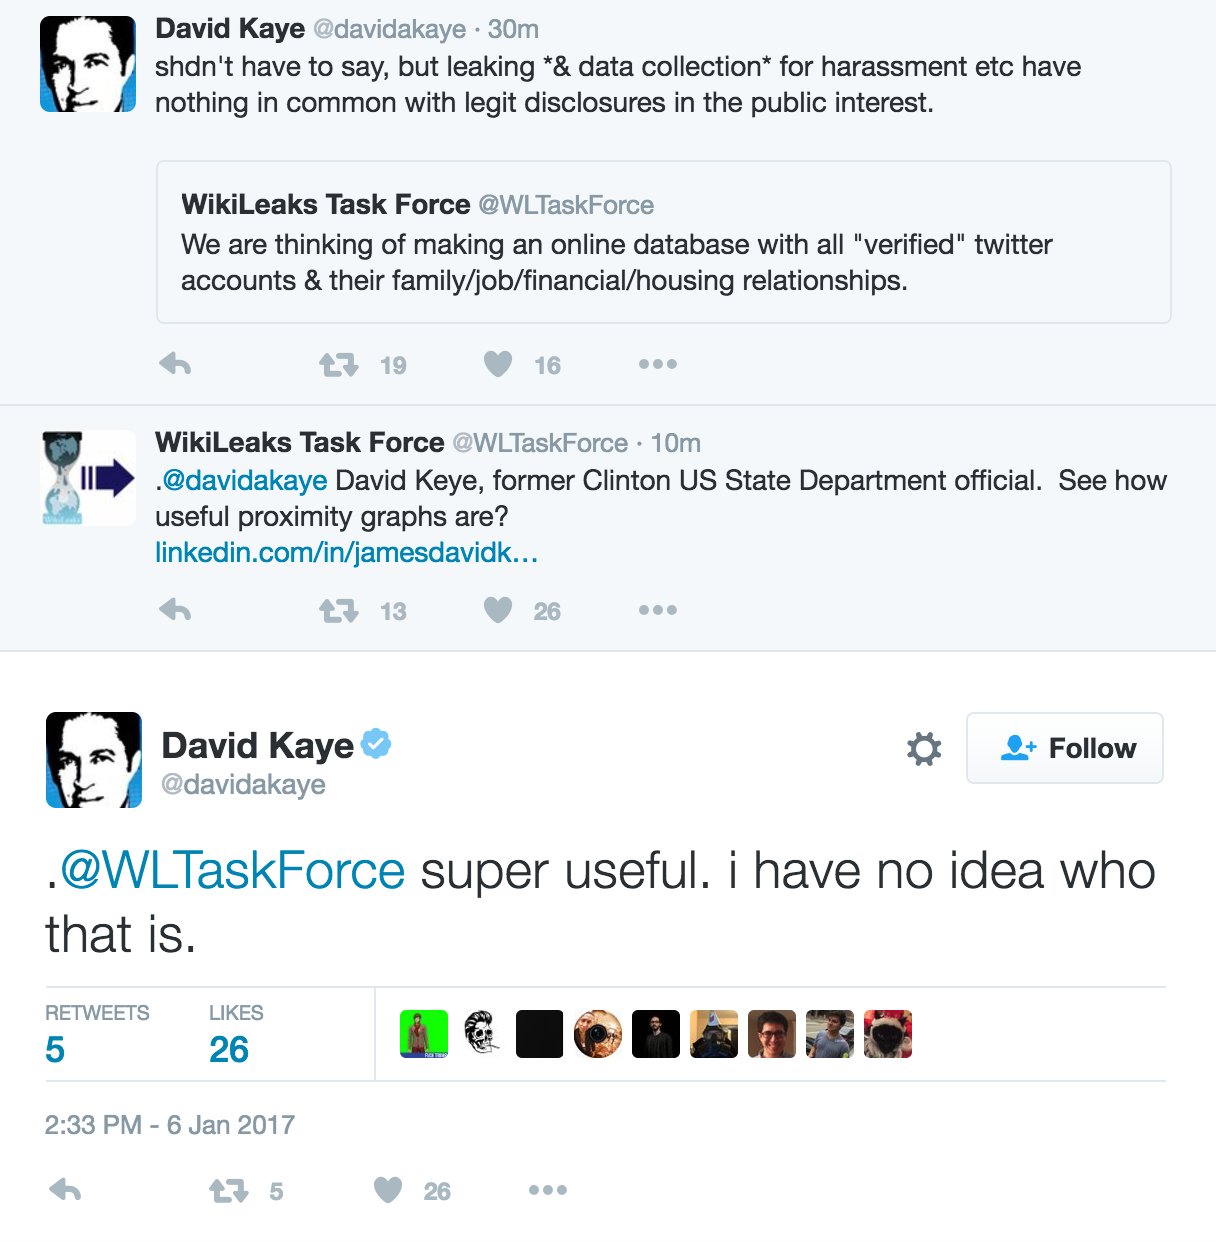 David Kaye @davidakaye · 30m
shdn't have to say, but leaking *& data collection* for harassment etc have
nothing in common with legit disclosures in the public interest.
WikiLeaks Task Force @WLTaskForce
We are thinking of making an online database with all "verified" twitter
accounts & their family/job/financial/housing relationships.
19 16
WikiLeaks Task Force @WLTaskForce · 10m
.@davidakaye David Keye, former Clinton US State Department official. See how
useful proximity graphs are?
linkedin.com/in/jamesdavidk...
13 26
David Kaye
@davidakaye
Follow
.@WLTaskForce super useful. i have no idea who
that is.
RETWEETS LIKES
5 26
2:33 PM - 6 Jan 2017
5 26